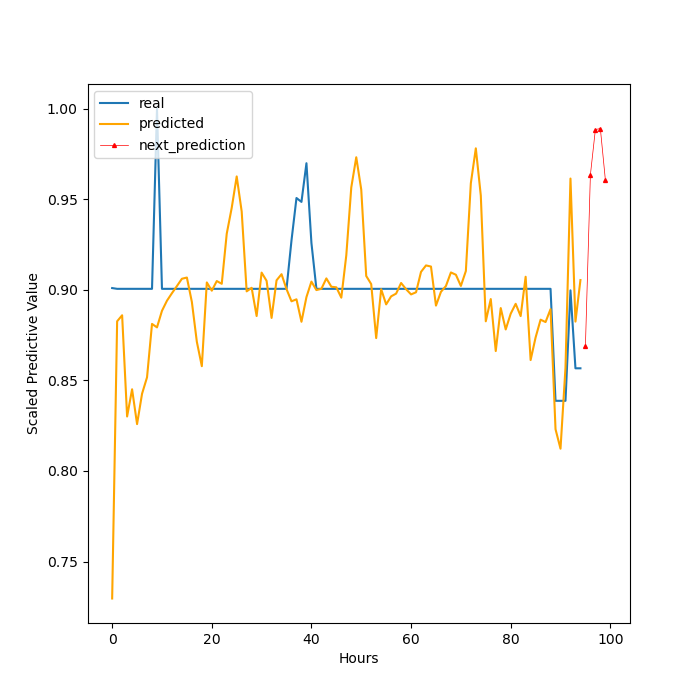 real
predicted
next_prediction
1.00
0.95
0.90
0.85
0.80
0.75
Scaled Predictive Value
0 20 40 60 80 100
Hours